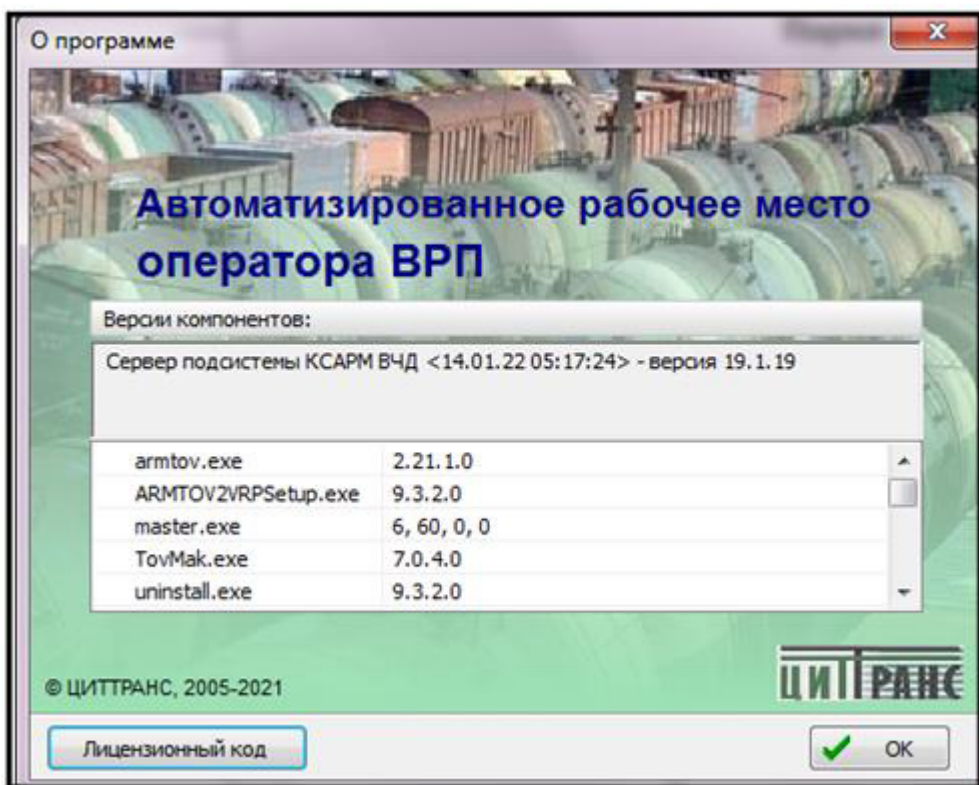 О программе
Автоматизированное рабочее место
оператора ВРП
Версии компонентов:
Сервер подсистемы КСАРМ ВЧД <14.01.22 05:17:24> - версия 19.1.19
armtov.exe 2.21.1.0
ARMTOV2VRPSetup.exe 9.3.2.0
master.exe 6, 60, 0, 0
TovMak.exe 7.0.4.0
uninstall.exe 9.3.2.0
ЦИТТРАНС
© ЦИТТРАНС, 2005-2021
Лицензионный код
OK